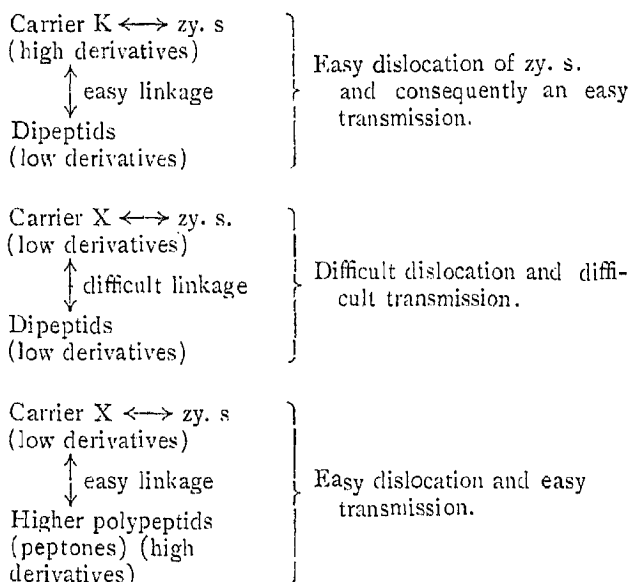 Carrier K ⟷ zy. s
(high derivatives)
↕ easy linkage
Dipeptids
(low derivatives)
Easy dislocation of zy. s.
and consequently an easy
transmission.
Carrier X ⟷ zy. s.
(low derivatives)
↕ difficult linkage
Dipeptids
(low derivatives)
Difficult dislocation and diffi-
cult transmission.
Carrier X ⟷ zy. s
(low derivatives)
↕ easy linkage
Higher polypeptids
(peptones) (high
derivatives)
Easy dislocation and easy
transmission.